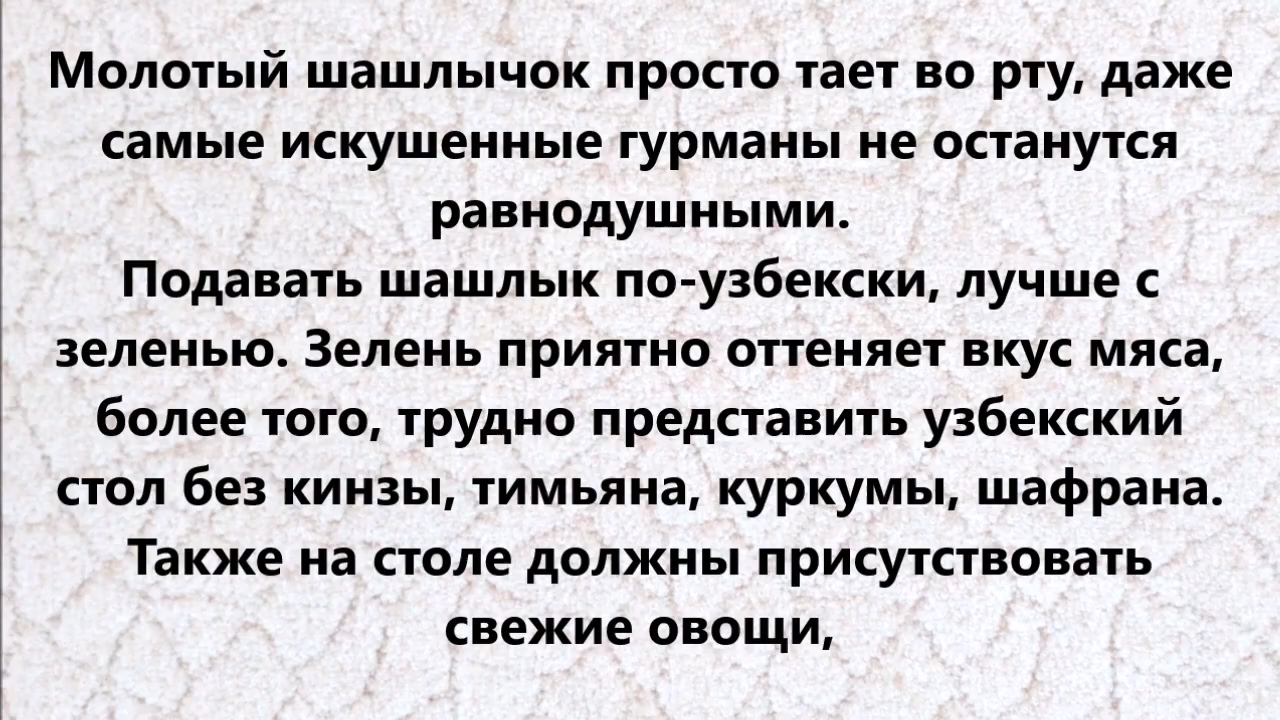 Молотый шашлычок просто тает во рту, даже
самые искушенные гурманы не останутся
равнодушными.
Подавать шашлык по-узбекски, лучше с
зеленью. Зелень приятно оттеняет вкус мяса,
более того, трудно представить узбекский
стол без кинзы, тимьяна, куркумы, шафрана.
Также на столе должны присутствовать
свежие овощи,